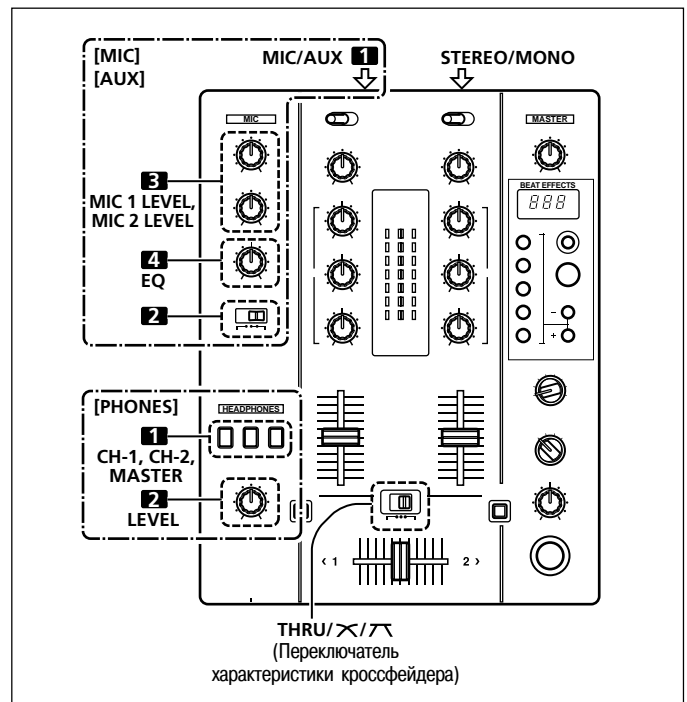 [MIC]
[AUX]
MIC/AUX 1
STEREO/MONO
MIC
MASTER
BEAT EFFECTS
888
3
MIC 1 LEVEL,
MIC 2 LEVEL
4
EQ
2
-
+
[PHONES]
HEADPHONES
1
CH-1, CH-2,
MASTER
2
LEVEL
‹ 1
2 ›
THRU/
(Переключатель
характеристики кроссфейдера)